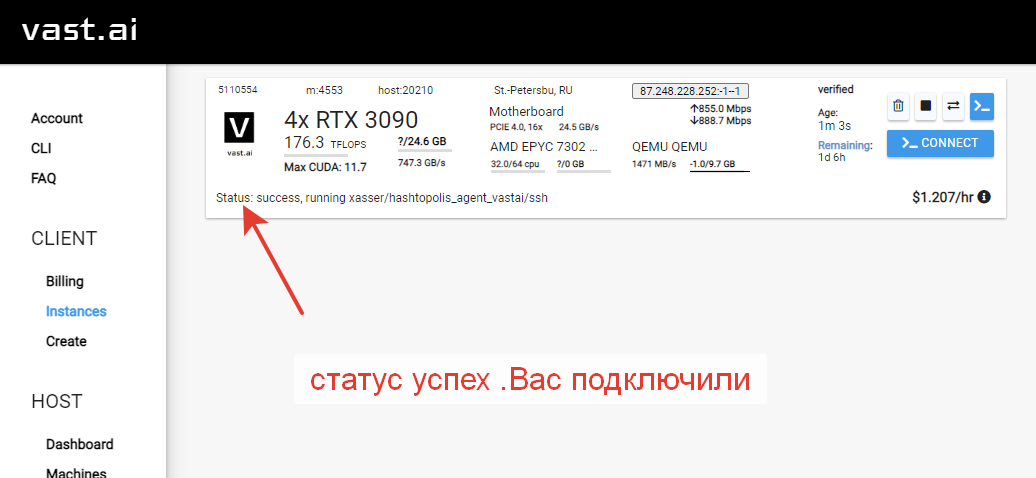 vast.ai
Account
CLI
FAQ
CLIENT
Billing
Instances
Create
HOST
Dashboard
Machines
5110554 m:4553 host:20210 St.-Petersbu, RU 87.248.228.252:-1--1 verified
V
vast.ai
4x RTX 3090
176.3 TFLOPS ?/24.6 GB
Max CUDA: 11.7 747.3 GB/s
Motherboard
PCIE 4.0, 16x 24.5 GB/s
AMD EPYC 7302 ...
32.0/64 cpu ?/0 GB
↑855.0 Mbps
↓888.7 Mbps
QEMU QEMU
1471 MB/s -1.0/9.7 GB
Age:
1m 3s
Remaining:
1d 6h
>_ CONNECT
Status: success, running xasser/hashtopolis_agent_vastai/ssh
$1.207/hr
статус успех .Вас подключили